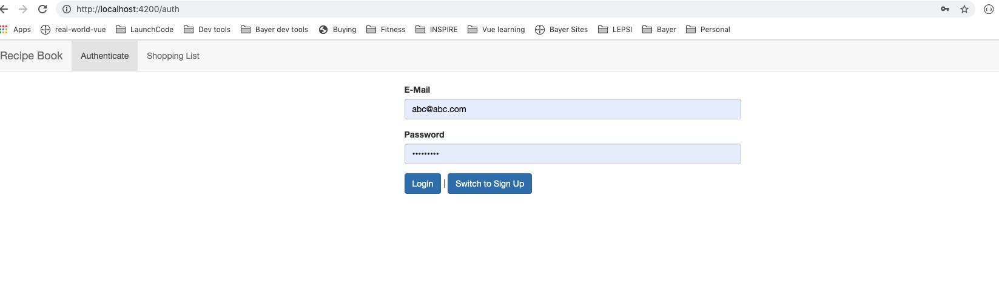 http://localhost:4200/auth
Apps real-world-vue LaunchCode Dev tools Bayer dev tools Buying Fitness INSPIRE Vue learning Bayer Sites LEPSI Bayer Personal
Recipe Book Authenticate Shopping List
E-Mail
abc@abc.com
Password
•••••••••
Login | Switch to Sign Up